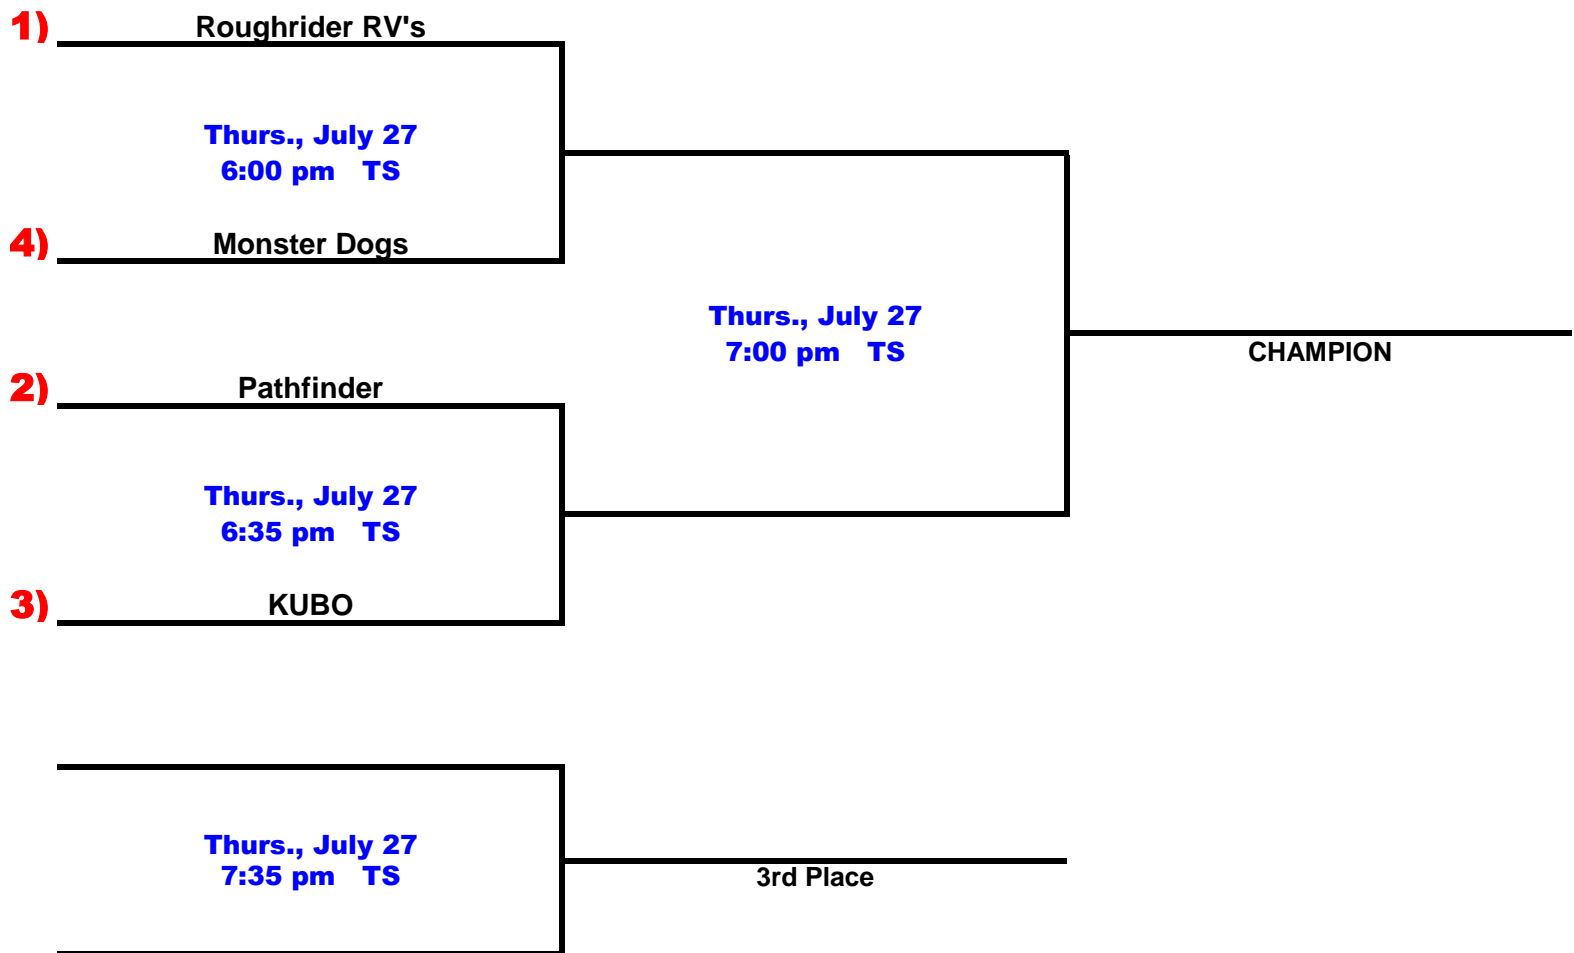 1) Roughrider RV's
Thurs., July 27
6:00 pm TS
4) Monster Dogs
Thurs., July 27
7:00 pm TS
CHAMPION
2) Pathfinder
Thurs., July 27
6:35 pm TS
3) KUBO
Thurs., July 27
7:35 pm TS
3rd Place